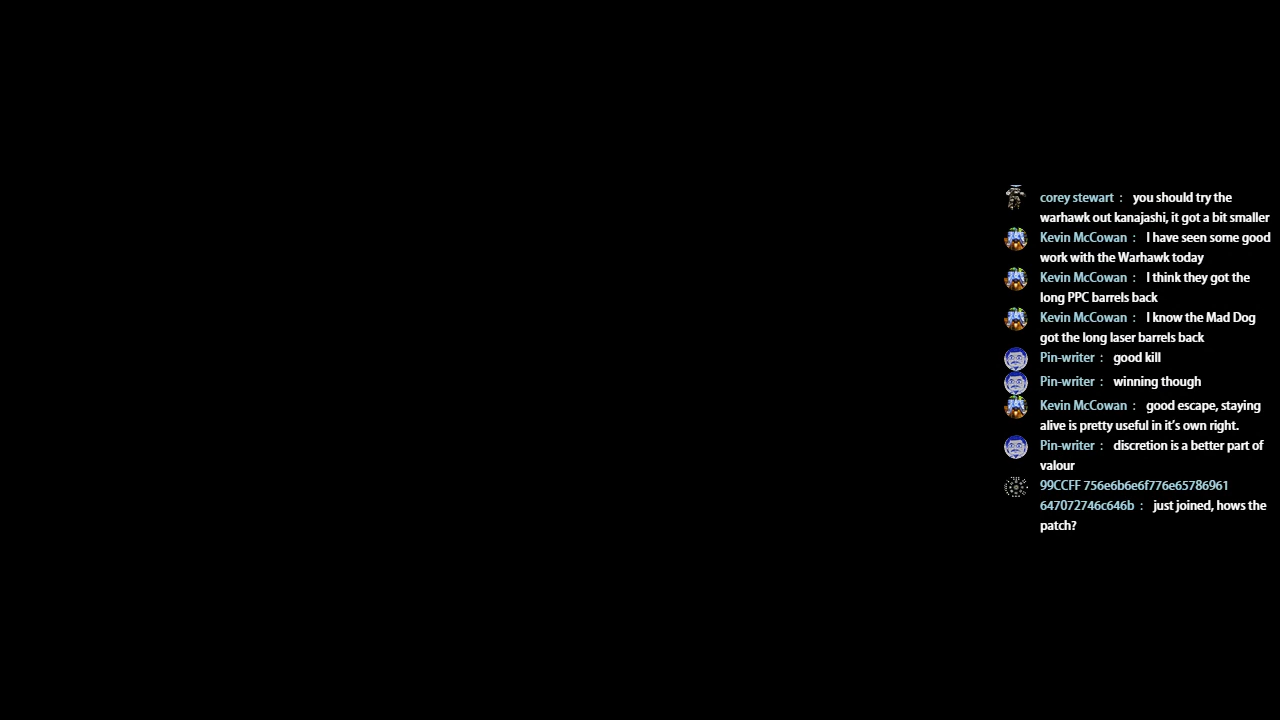 corey stewart : you should try the
warhawk out kanajashi, it got a bit smaller
Kevin McCowan : I have seen some good
work with the Warhawk today
Kevin McCowan : I think they got the
long PPC barrels back
Kevin McCowan : I know the Mad Dog
got the long laser barrels back
Pin-writer : good kill
Pin-writer : winning though
Kevin McCowan : good escape, staying
alive is pretty useful in it’s own right.
Pin-writer : discretion is a better part of
valour
99CCFF 756e6b6e6f776e65786961
647072746c646b : just joined, hows the
patch?